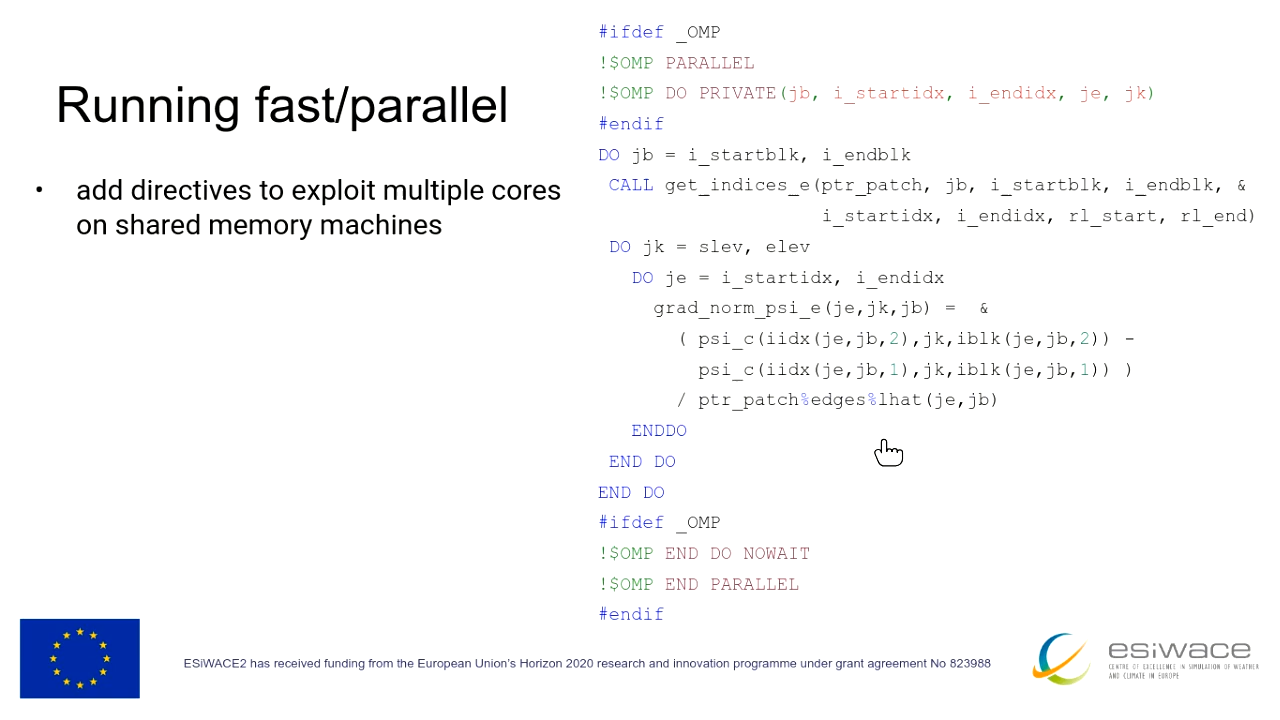 Running fast/parallel
• add directives to exploit multiple cores
on shared memory machines
#ifdef _OMP
!$OMP PARALLEL
!$OMP DO PRIVATE(jb, i_startidx, i_endidx, je, jk)
#endif
DO jb = i_startblk, i_endblk
CALL get_indices_e(ptr_patch, jb, i_startblk, i_endblk, &
i_startidx, i_endidx, rl_start, rl_end)
DO jk = slev, elev
DO je = i_startidx, i_endidx
grad_norm_psi_e(je,jk,jb) = &
( psi_c(iidx(je,jb,2),jk,iblk(je,jb,2)) -
psi_c(iidx(je,jb,1),jk,iblk(je,jb,1)) )
/ ptr_patch%edges%lhat(je,jb)
ENDDO
END DO
END DO
#ifdef _OMP
!$OMP END DO NOWAIT
!$OMP END PARALLEL
#endif
ESiWACE2 has received funding from the European Union's Horizon 2020 research and innovation programme under grant agreement No 823988
esiwace
CENTRE OF EXCELLENCE IN SIMULATION OF WEATHER
AND CLIMATE IN EUROPE